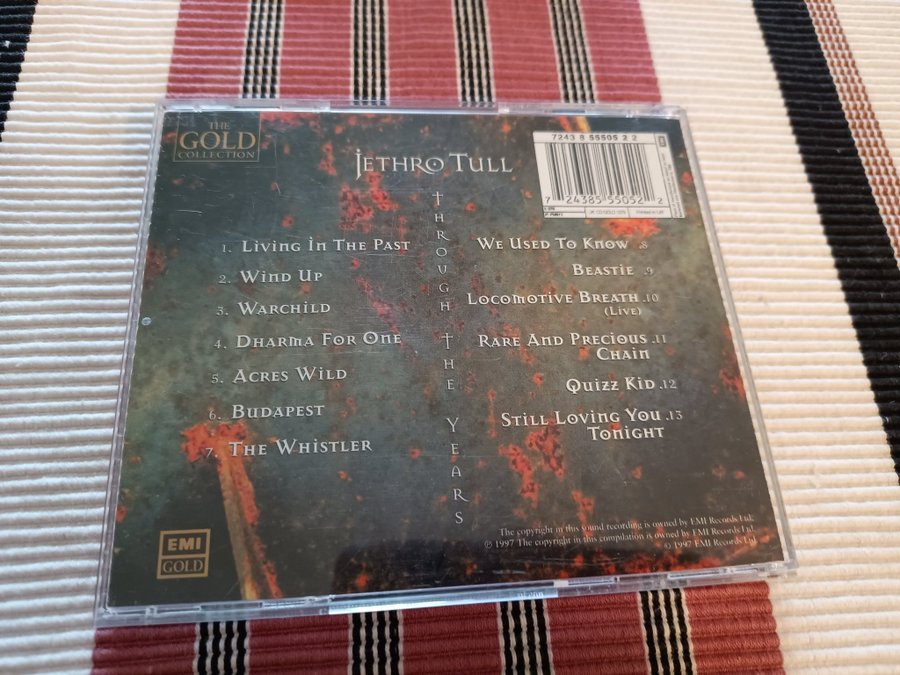 THE
GOLD
COLLECTION
JETHRO TULL
7243 8 55505 2 2
7 24385 55052 2
THROUGH THE YEARS
1. LIVING IN THE PAST
2. WIND UP
3. WARCHILD
4. DHARMA FOR ONE
5. ACRES WILD
6. BUDAPEST
7. THE WHISTLER
WE USED TO KNOW .8
BEASTIE .9
LOCOMOTIVE BREATH .10
(LIVE)
RARE AND PRECIOUS .11
CHAIN
QUIZZ KID .12
STILL LOVING YOU .13
TONIGHT
EMI
GOLD
The copyright in this sound recording is owned by EMI Records Ltd.
℗ 1997 The copyright in this compilation is owned by EMI Records Ltd.
© 1997 EMI Records Ltd.